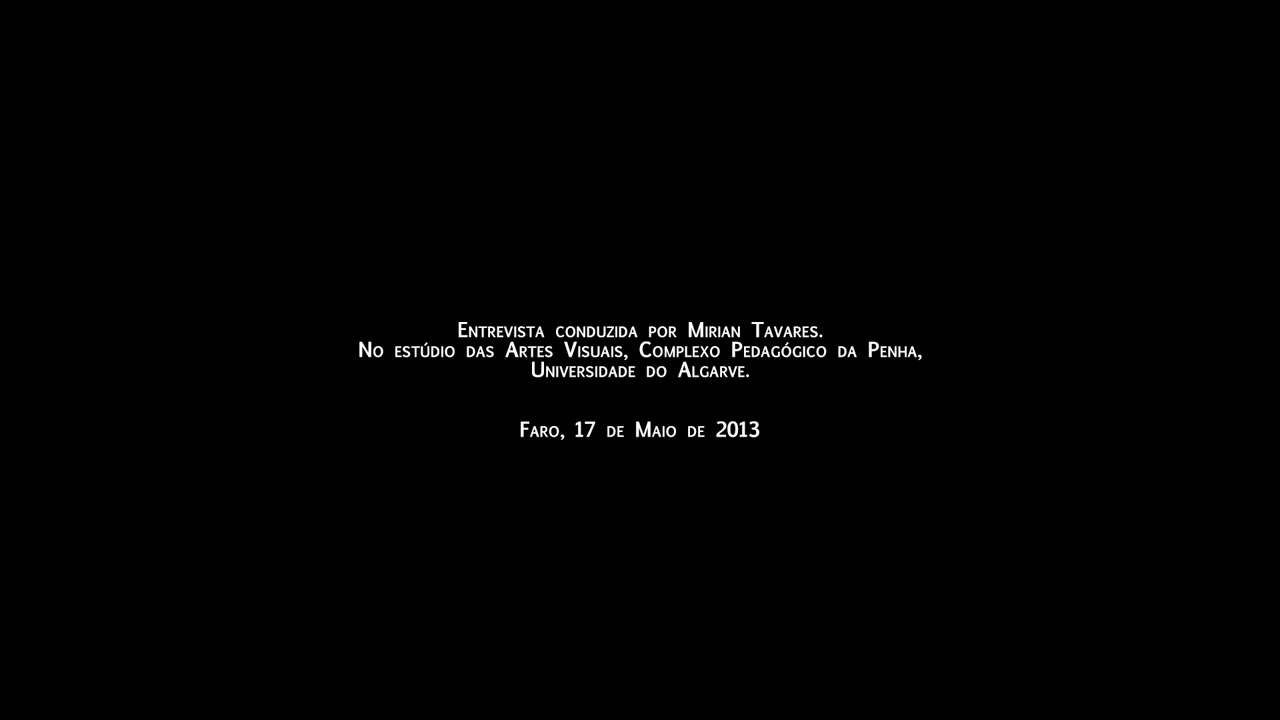 Entrevista conduzida por Mirian Tavares.
No estúdio das Artes Visuais, Complexo Pedagógico da Penha,
Universidade do Algarve.
Faro, 17 de Maio de 2013